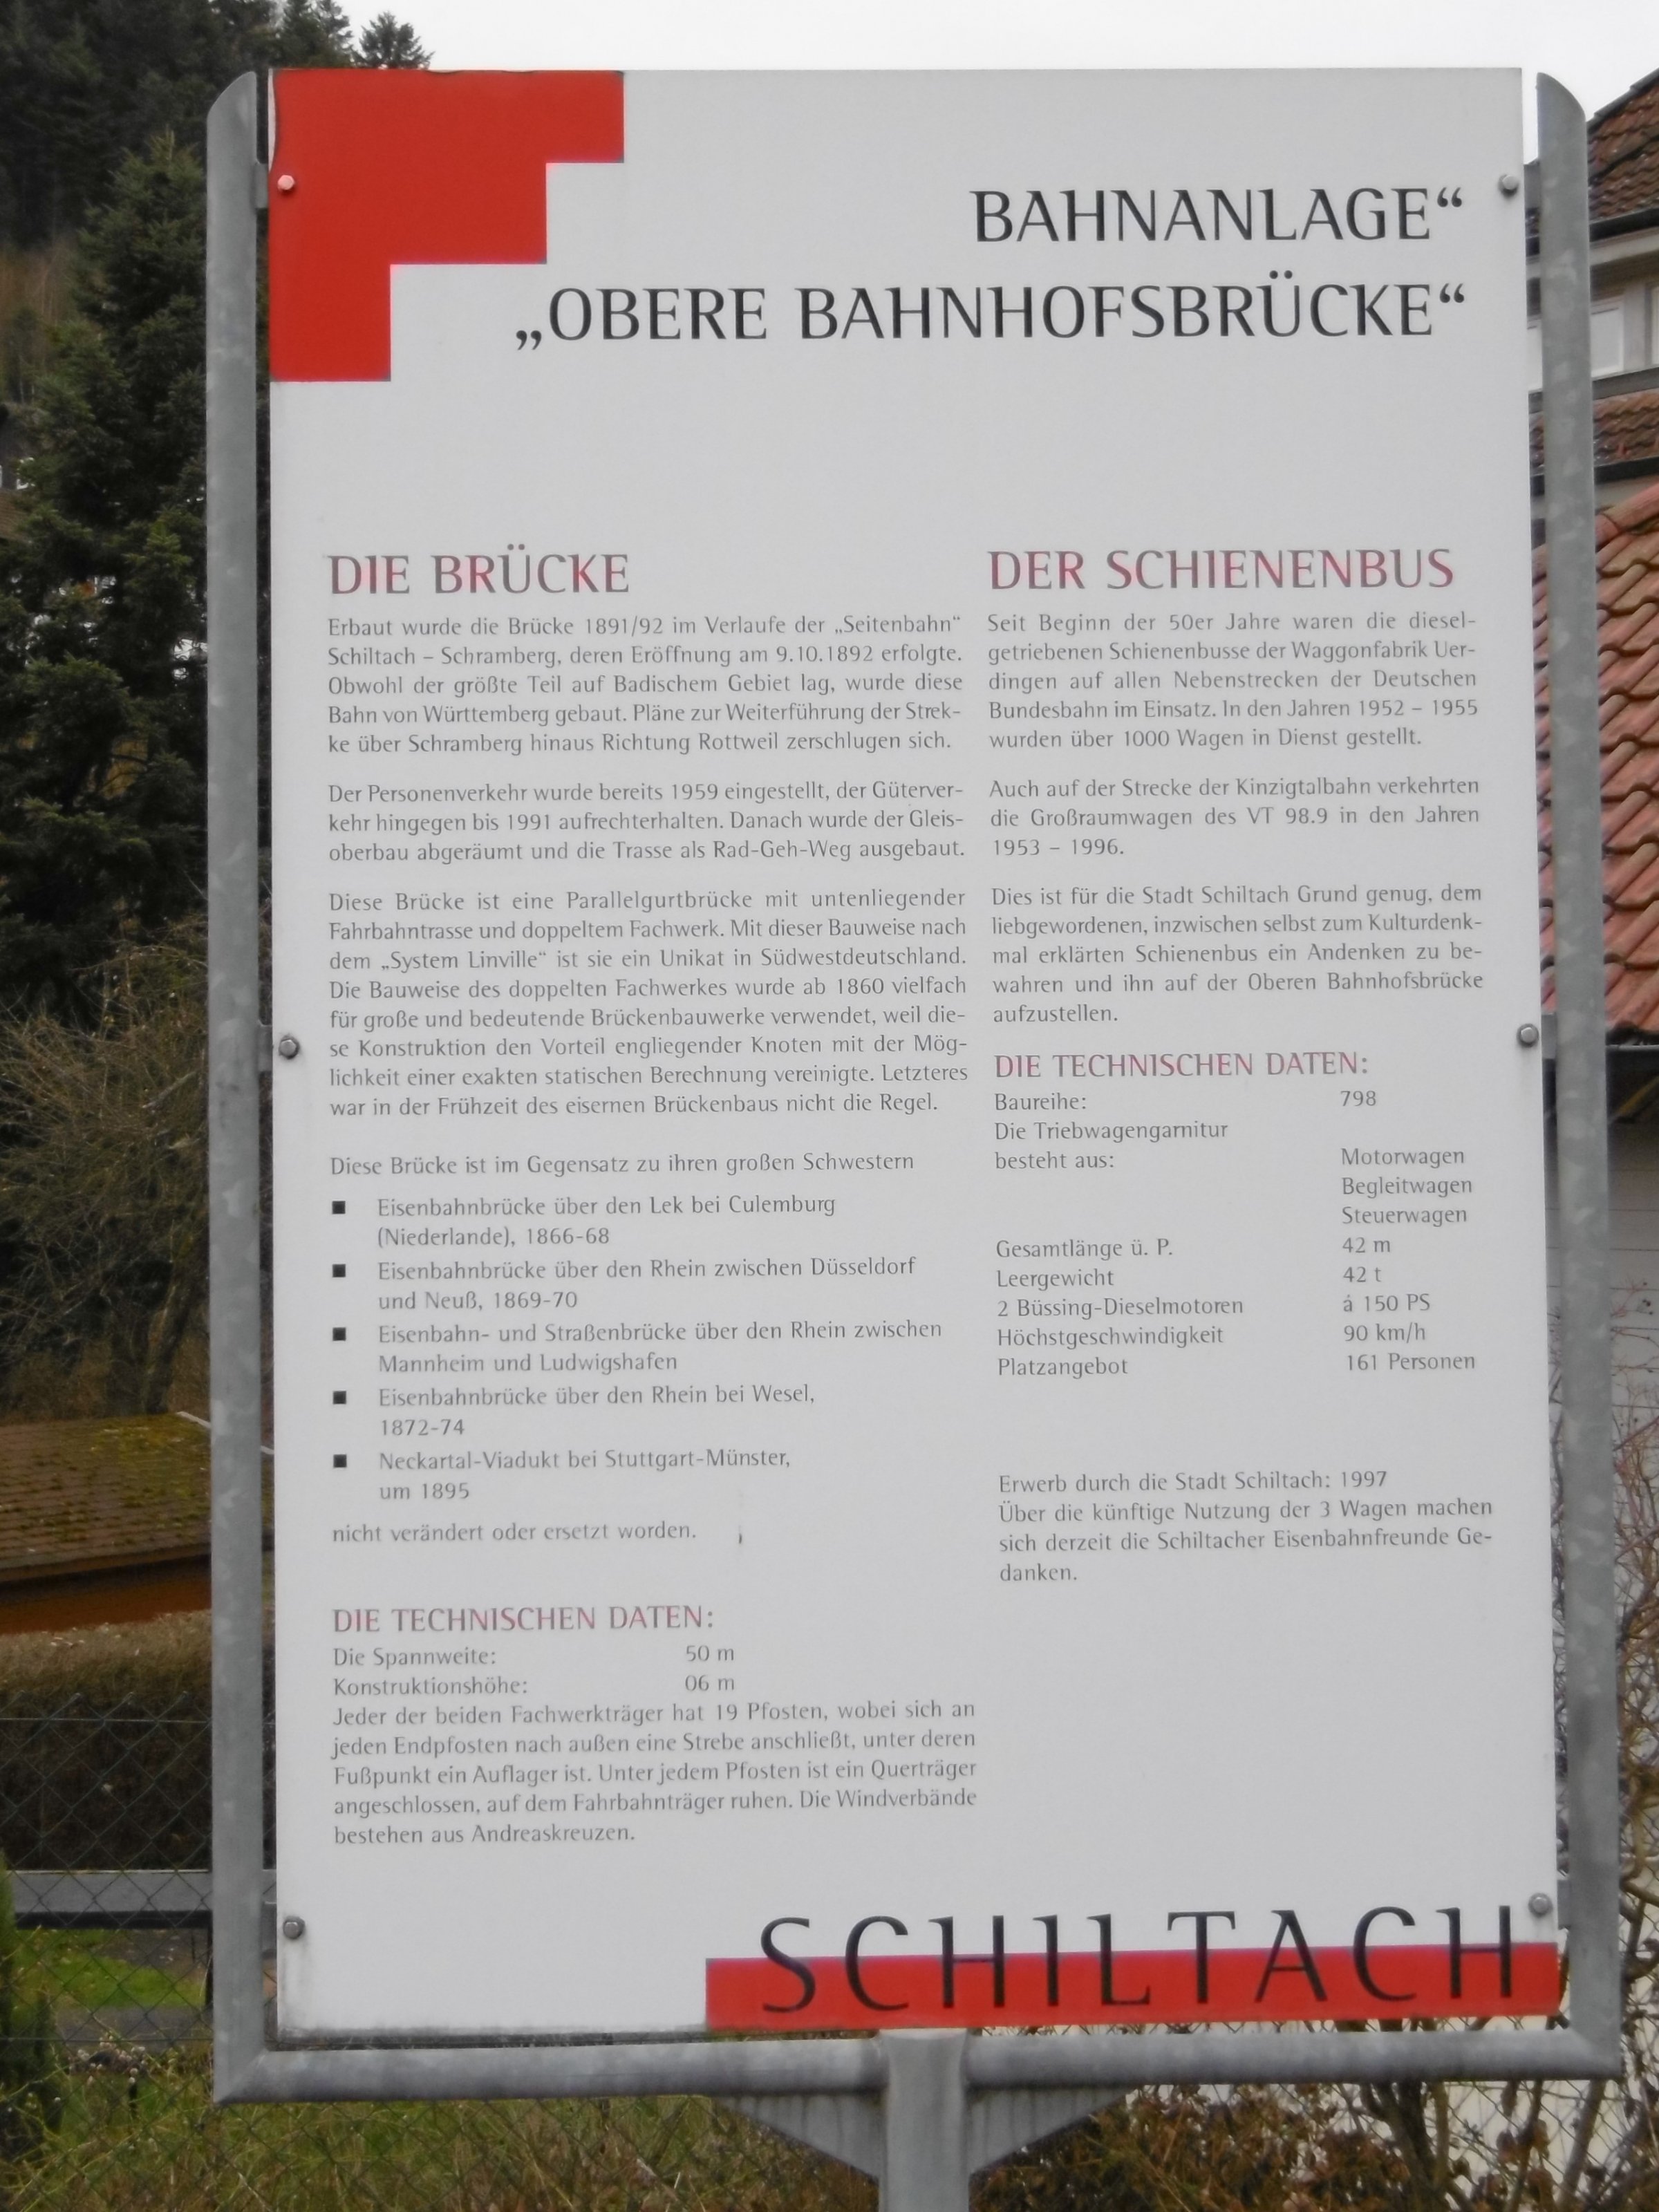 BAHNANLAGE“
„OBERE BAHNHOFSBRÜCKE“
DIE BRÜCKE
Erbaut wurde die Brücke 1891/92 im Verlaufe der „Seitenbahn“
Schiltach – Schramberg, deren Eröffnung am 9.10.1892 erfolgte.
Obwohl der größte Teil auf Badischem Gebiet lag, wurde diese
Bahn von Württemberg gebaut. Pläne zur Weiterführung der Strek-
ke über Schramberg hinaus Richtung Rottweil zerschlugen sich.
Der Personenverkehr wurde bereits 1959 eingestellt, der Güterver-
kehr hingegen bis 1991 aufrechterhalten. Danach wurde der Gleis-
oberbau abgeräumt und die Trasse als Rad-Geh-Weg ausgebaut.
Diese Brücke ist eine Parallelgurtbrücke mit untenliegender
Fahrbahntrasse und doppeltem Fachwerk. Mit dieser Bauweise nach
dem „System Linville“ ist sie ein Unikat in Südwestdeutschland.
Die Bauweise des doppelten Fachwerkes wurde ab 1860 vielfach
für große und bedeutende Brückenbauwerke verwendet, weil die-
se Konstruktion den Vorteil engliegender Knoten mit der Mög-
lichkeit einer exakten statischen Berechnung vereinigte. Letzteres
war in der Frühzeit des eisernen Brückenbaus nicht die Regel.
Diese Brücke ist im Gegensatz zu ihren großen Schwestern
■ Eisenbahnbrücke über den Lek bei Culemburg
(Niederlande), 1866-68
■ Eisenbahnbrücke über den Rhein zwischen Düsseldorf
und Neuß, 1869-70
■ Eisenbahn- und Straßenbrücke über den Rhein zwischen
Mannheim und Ludwigshafen
■ Eisenbahnbrücke über den Rhein bei Wesel,
1872-74
■ Neckartal-Viadukt bei Stuttgart-Münster,
um 1895
nicht verändert oder ersetzt worden.
DIE TECHNISCHEN DATEN:
Die Spannweite: 50 m
Konstruktionshöhe: 06 m
Jeder der beiden Fachwerkträger hat 19 Pfosten, wobei sich an
jeden Endpfosten nach außen eine Strebe anschließt, unter deren
Fußpunkt ein Auflager ist. Unter jedem Pfosten ist ein Querträger
angeschlossen, auf dem Fahrbahnträger ruhen. Die Windverbände
bestehen aus Andreaskreuzen.
DER SCHIENENBUS
Seit Beginn der 50er Jahre waren die diesel-
getriebenen Schienenbusse der Waggonfabrik Uer-
dingen auf allen Nebenstrecken der Deutschen
Bundesbahn im Einsatz. In den Jahren 1952 – 1955
wurden über 1000 Wagen in Dienst gestellt.
Auch auf der Strecke der Kinzigtalbahn verkehrten
die Großraumwagen des VT 98.9 in den Jahren
1953 – 1996.
Dies ist für die Stadt Schiltach Grund genug, dem
liebgewordenen, inzwischen selbst zum Kulturdenk-
mal erklärten Schienenbus ein Andenken zu be-
wahren und ihn auf der Oberen Bahnhofsbrücke
aufzustellen.
DIE TECHNISCHEN DATEN:
Baureihe: 798
Die Triebwagengarnitur
besteht aus: Motorwagen
Begleitwagen
Steuerwagen
Gesamtlänge ü. P. 42 m
Leergewicht 42 t
2 Büssing-Dieselmotoren á 150 PS
Höchstgeschwindigkeit 90 km/h
Platzangebot 161 Personen
Erwerb durch die Stadt Schiltach: 1997
Über die künftige Nutzung der 3 Wagen machen
sich derzeit die Schiltacher Eisenbahnfreunde Ge-
danken.
SCHILTACH